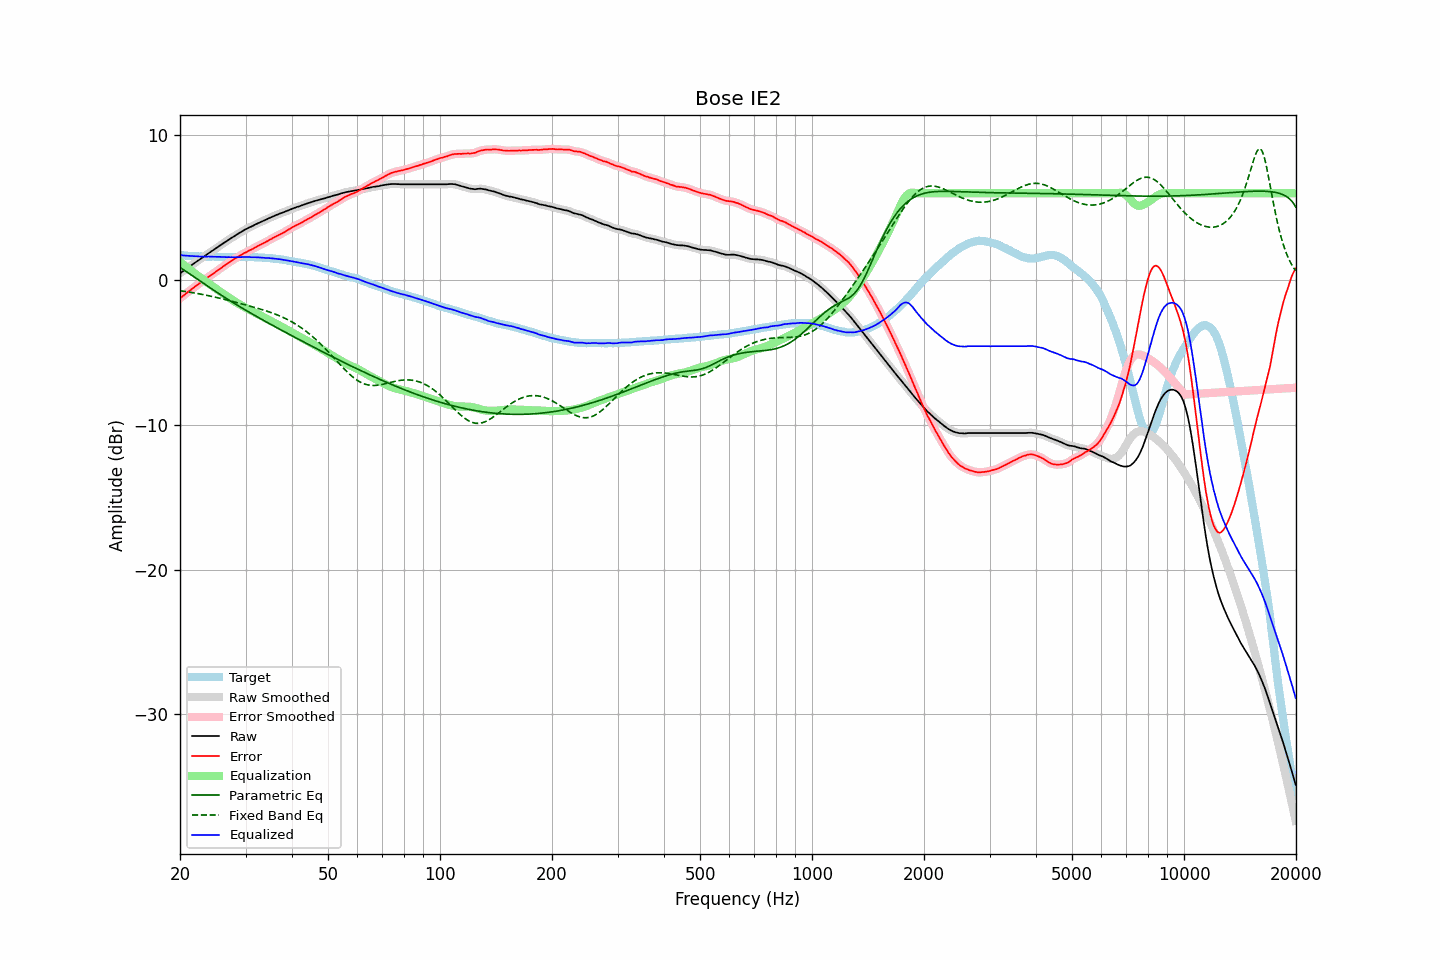 Bose IE2
10
0
−10
−20
−30
Amplitude (dBr)
Target
Raw Smoothed
Error Smoothed
Raw
Error
Equalization
Parametric Eq
Fixed Band Eq
Equalized
20 50 100 200 500 1000 2000 5000 10000 20000
Frequency (Hz)